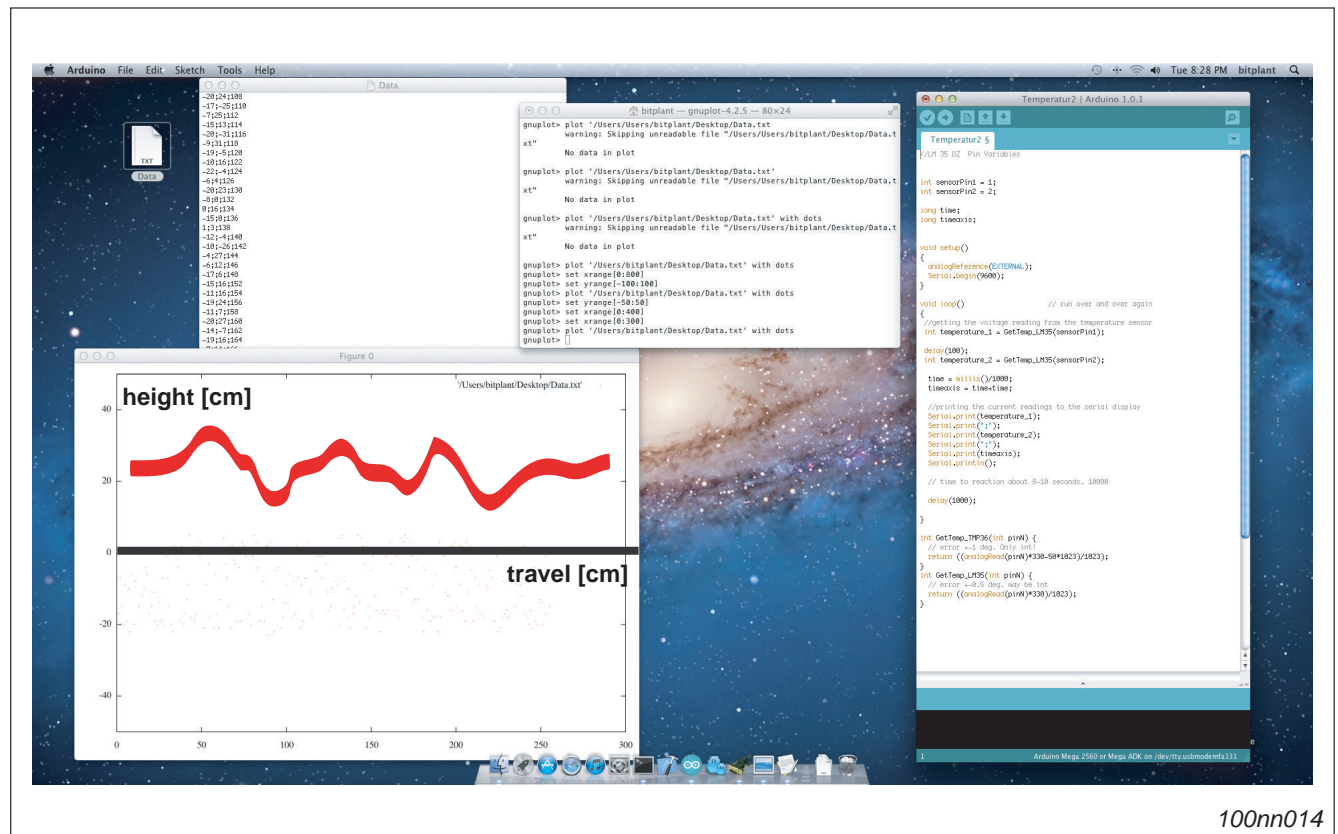 Arduino File Edit Sketch Tools Help
Tue 8:28 PM bitplant
Data
TXT
Data
-20;24;108
-17;-25;110
-7;25;112
-15;13;114
-20;-31;116
-9;31;118
-19;-5;120
-10;16;122
-22;-4;124
-6;4;126
-20;23;130
-8;0;132
0;16;134
-15;0;136
1;3;138
-12;-4;140
-10;-26;142
-4;27;144
-6;12;146
-17;6;148
-15;16;152
-11;16;154
-19;24;156
-11;7;158
-20;27;160
-14;-7;162
-19;16;164
bitplant — gnuplot-4.2.5 — 80×24
gnuplot> plot '/Users/Users/bitplant/Desktop/Data.txt
warning: Skipping unreadable file "/Users/Users/bitplant/Desktop/Data.t
xt"
No data in plot
gnuplot> plot '/Users/Users/bitplant/Desktop/Data.txt'
warning: Skipping unreadable file "/Users/Users/bitplant/Desktop/Data.t
xt"
No data in plot
gnuplot> plot '/Users/Users/bitplant/Desktop/Data.txt' with dots
warning: Skipping unreadable file "/Users/Users/bitplant/Desktop/Data.t
xt"
No data in plot
gnuplot> plot '/Users/bitplant/Desktop/Data.txt' with dots
gnuplot> set xrange[0:800]
gnuplot> set yrange[-100:100]
gnuplot> plot '/Users/bitplant/Desktop/Data.txt' with dots
gnuplot> set yrange[-50:50]
gnuplot> set xrange[0:400]
gnuplot> set xrange[0:300]
gnuplot> plot '/Users/bitplant/Desktop/Data.txt' with dots
gnuplot>
Figure 0
'/Users/bitplant/Desktop/Data.txt'
height [cm]
40
20
0
travel [cm]
-20
-40
0 50 100 150 200 250 300
Temperatur2 | Arduino 1.0.1
Temperatur2 §
//LM 35 DZ Pin Variables
int sensorPin1 = 1;
int sensorPin2 = 2;
long time;
long timeaxis;
void setup()
{
analogReference(EXTERNAL);
Serial.begin(9600);
}
void loop() // run over and over again
{
//getting the voltage reading from the temperature sensor
int temperature_1 = GetTemp_LM35(sensorPin1);
delay(100);
int temperature_2 = GetTemp_LM35(sensorPin2);
time = millis()/1000;
timeaxis = time+time;
//printing the current readings to the serial display
Serial.print(temperature_1);
Serial.print(";");
Serial.print(temperature_2);
Serial.print(";");
Serial.print(timeaxis);
Serial.println();
// time to reaction about 8-10 seconds. 10000
delay(1000);
}
int GetTemp_TMP36(int pinN) {
// error +-1 deg. Only int!
return ((analogRead(pinN)*330-50*1023)/1023);
}
int GetTemp_LM35(int pinN) {
// error +-0.5 deg. may be int
return ((analogRead(pinN)*330)/1023);
}
1 Arduino Mega 2560 or Mega ADK on /dev/tty.usbmodemfa131
100nn014